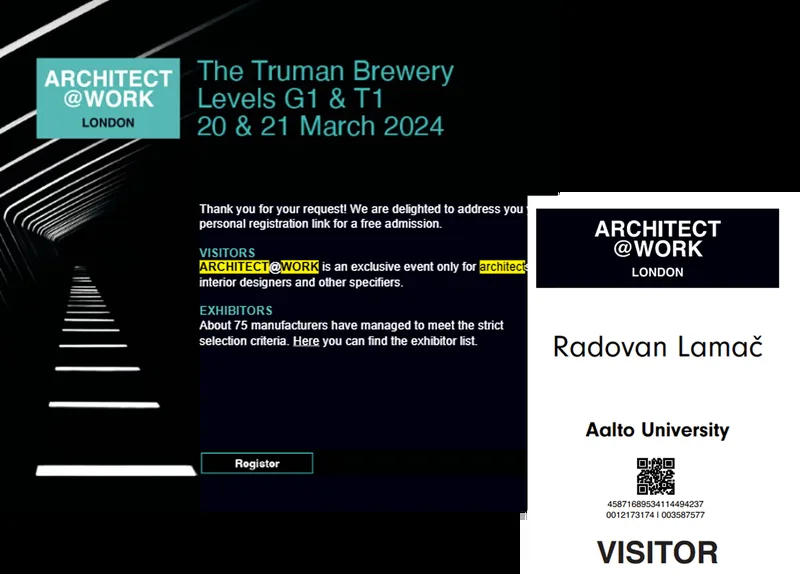 ARCHITECT
@WORK
LONDON
The Truman Brewery
Levels G1 & T1
20 & 21 March 2024
Thank you for your request! We are delighted to address you
personal registration link for a free admission.
VISITORS
ARCHITECT@WORK is an exclusive event only for architects
interior designers and other specifiers.
EXHIBITORS
About 75 manufacturers have managed to meet the strict
selection criteria. Here you can find the exhibitor list.
Register
ARCHITECT
@WORK
LONDON
Radovan Lamač
Aalto University
45871689534114494237
0012173174 | 003587577
VISITOR